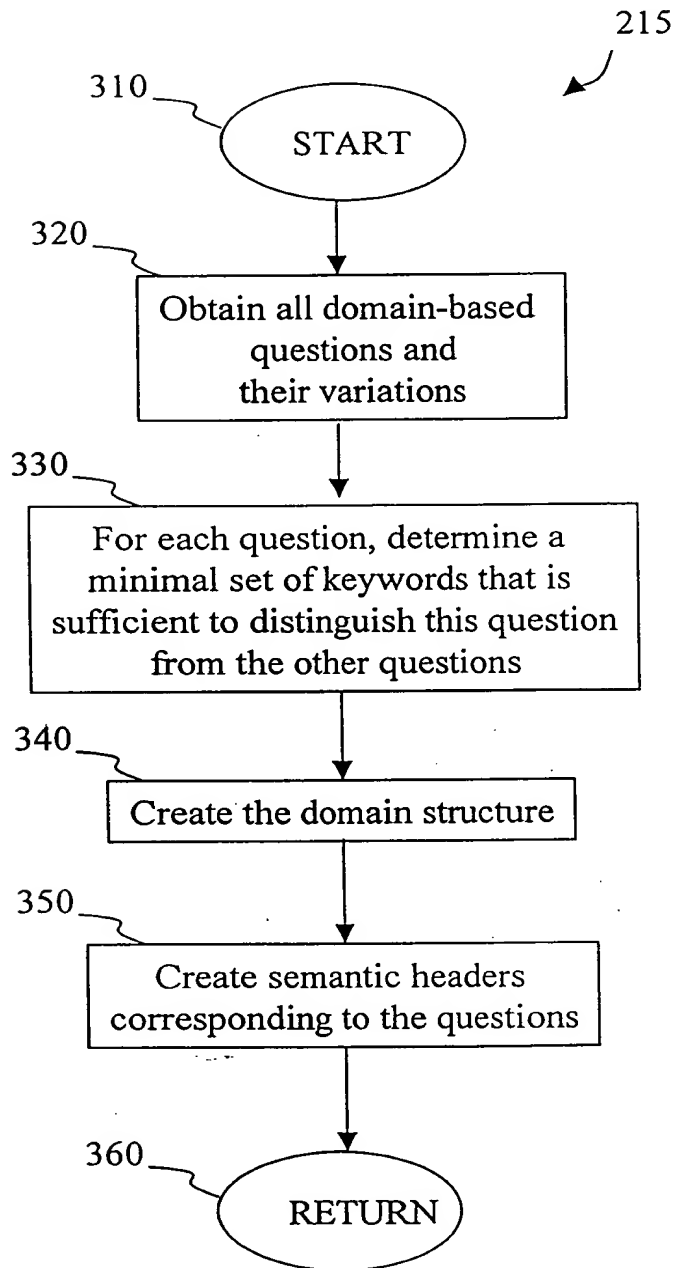 215
310
START
320
Obtain all domain-based
questions and
their variations
330
For each question, determine a
minimal set of keywords that is
sufficient to distinguish this question
from the other questions
340
Create the domain structure
350
Create semantic headers
corresponding to the questions
360
RETURN